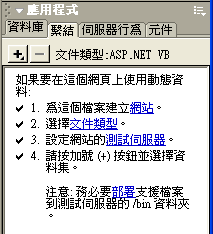 應用程式
資料庫 繫結 伺服器行為 元件
文件類型:ASP.NET VB
如果要在這個網頁上使用動態資
料:
1. 為這個檔案建立網站。
2. 選擇文件類型。
3. 設定網站的測試伺服器。
4. 請按加號 (+) 按鈕並選擇資
料集。
注意: 務必要部署支援檔案
到測試伺服器的 /bin 資料夾。